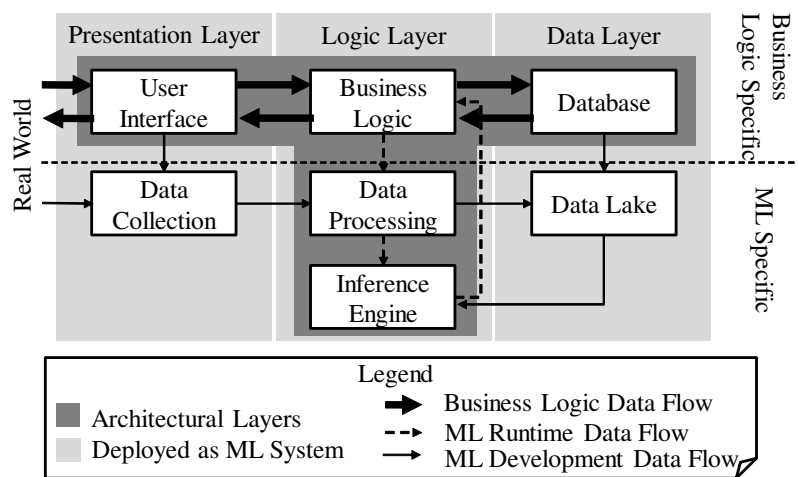 Presentation Layer
Logic Layer
Data Layer
Business
Logic Specific
User
Interface
Business
Logic
Database
Real World
Data
Collection
Data
Processing
Data Lake
ML Specific
Inference
Engine
Legend
Architectural Layers
Deployed as ML System
Business Logic Data Flow
ML Runtime Data Flow
ML Development Data Flow